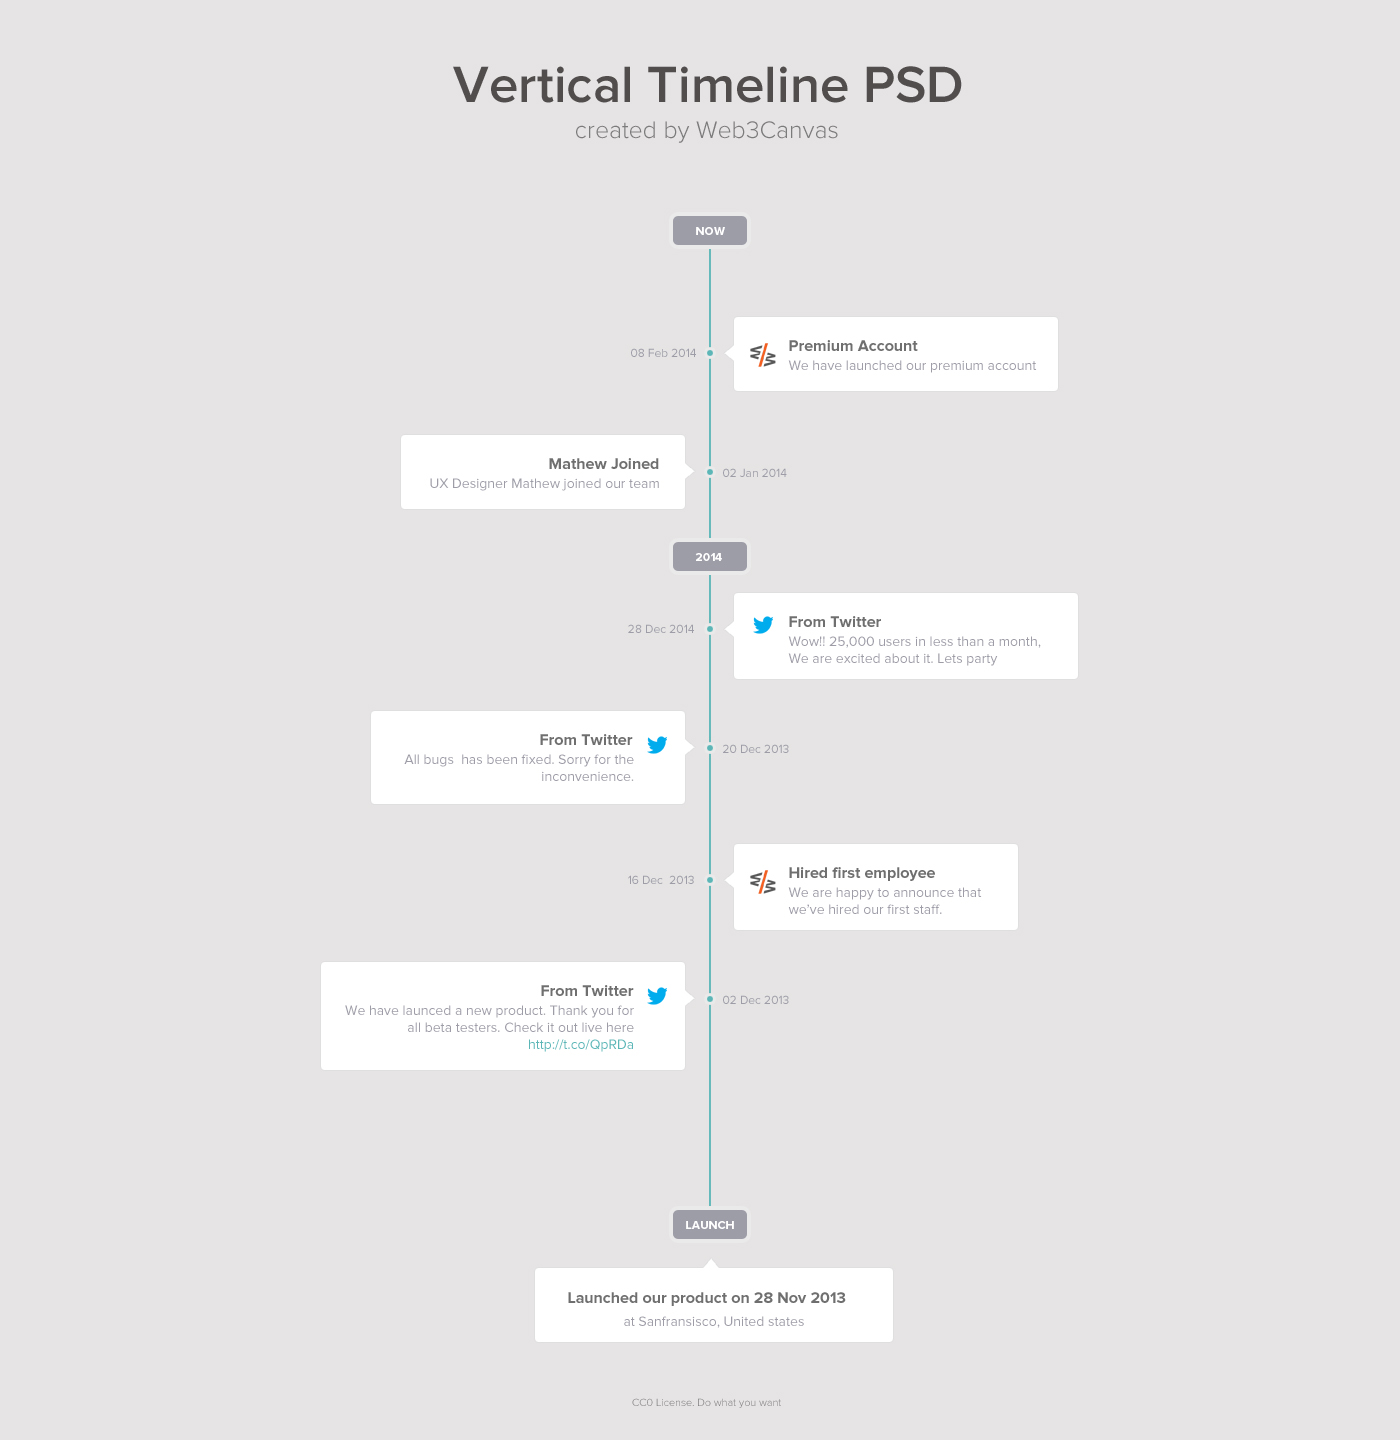 Vertical Timeline PSD
created by Web3Canvas
NOW
08 Feb 2014
Premium Account
We have launched our premium account
Mathew Joined
UX Designer Mathew joined our team
02 Jan 2014
2014
28 Dec 2014
From Twitter
Wow!! 25,000 users in less than a month,
We are excited about it. Lets party
From Twitter
All bugs  has been fixed. Sorry for the
inconvenience.
20 Dec 2013
16 Dec  2013
Hired first employee
We are happy to announce that
we've hired our first staff.
From Twitter
We have launced a new product. Thank you for
all beta testers. Check it out live here
http://t.co/QpRDa
02 Dec 2013
LAUNCH
Launched our product on 28 Nov 2013
at Sanfransisco, United states
CC0 License. Do what you want